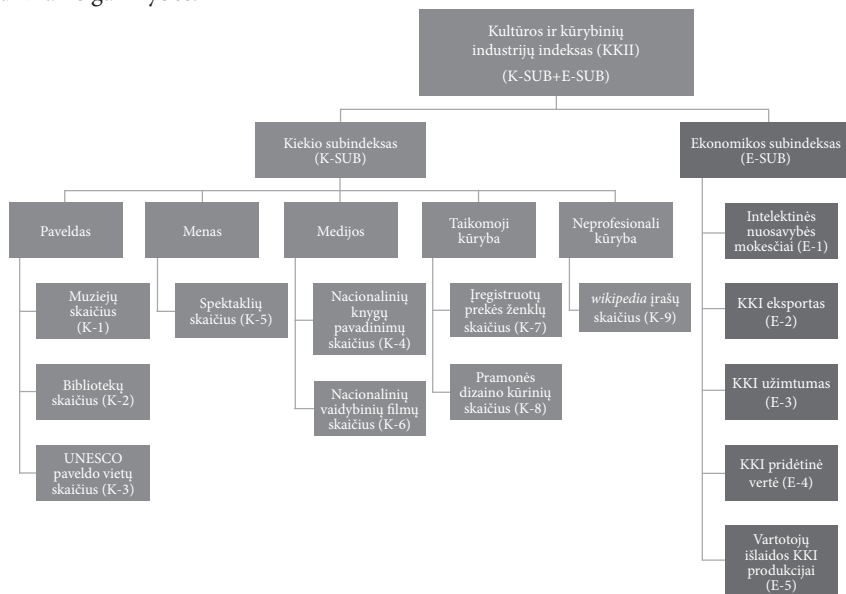 Kultūros ir kūrybinių
industrijų indeksas (KKII)
(K-SUB+E-SUB)
Kiekio subindeksas
(K-SUB)
Ekonomikos subindeksas
(E-SUB)
Paveldas
Menas
Medijos
Taikomoji
kūryba
Neprofesionali
kūryba
Muziejų
skaičius
(K-1)
Bibliotekų
skaičius (K-2)
UNESCO
paveldo vietų
skaičius (K-3)
Spektaklių
skaičius (K-5)
Nacionalinių
knygų
pavadinimų
skaičius (K-4)
Nacionalinių
vaidybinių filmų
skaičius (K-6)
Įregistruotų
prekės ženklų
skaičius (K-7)
Pramonės
dizaino kūrinių
skaičius (K-8)
wikipedia įrašų
skaičius (K-9)
Intelektinės
nuosavybės
mokesčiai (E-1)
KKI eksportas
(E-2)
KKI užimtumas
(E-3)
KKI pridėtinė
vertė (E-4)
Vartotojų
išlaidos KKI
produkcijai
(E-5)